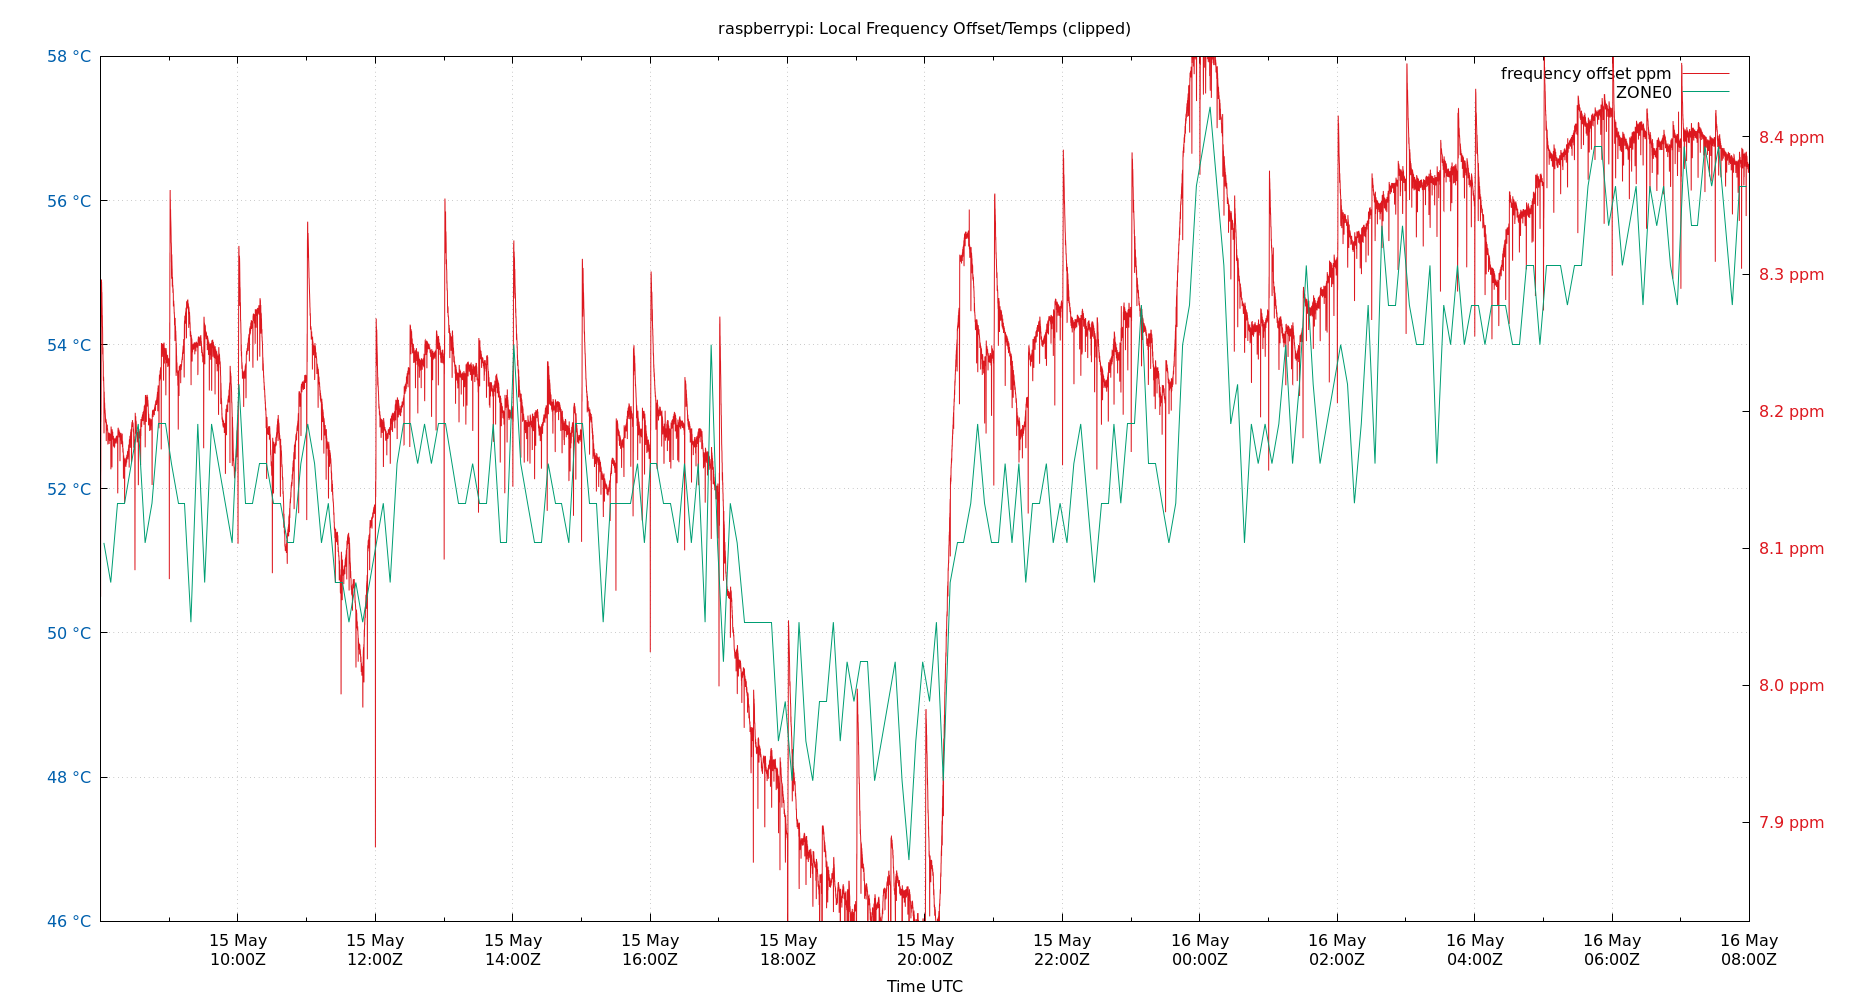 raspberrypi: Local Frequency Offset/Temps (clipped)
58 °C
56 °C
54 °C
52 °C
50 °C
48 °C
46 °C
frequency offset ppm
ZONE0
8.4 ppm
8.3 ppm
8.2 ppm
8.1 ppm
8.0 ppm
7.9 ppm
15 May
10:00Z
15 May
12:00Z
15 May
14:00Z
15 May
16:00Z
15 May
18:00Z
15 May
20:00Z
15 May
22:00Z
16 May
00:00Z
16 May
02:00Z
16 May
04:00Z
16 May
06:00Z
16 May
08:00Z
Time UTC